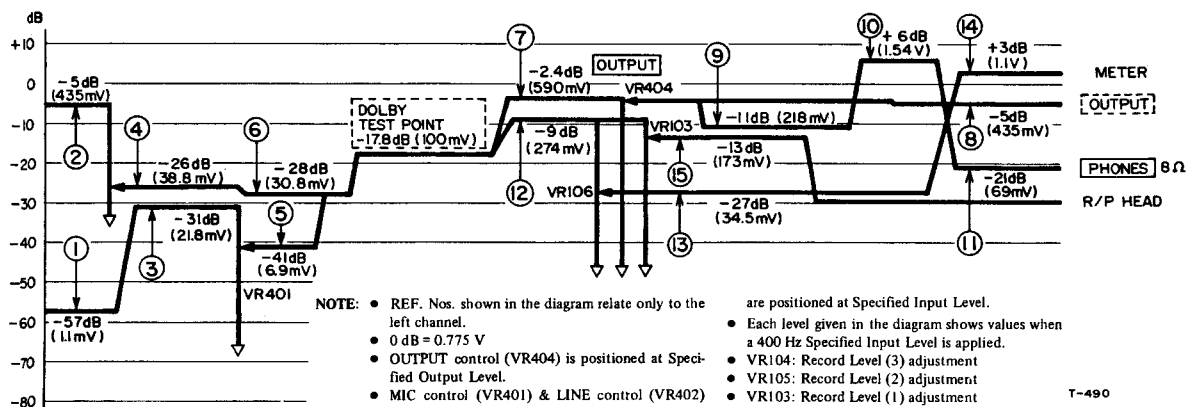 dB
+10
0
-10
-20
-30
-40
-50
-60
-70
-80
-5dB
(435mV)
②
④
-26dB
(38.8mV)
⑥
-28dB
(30.8mV)
-31dB
(21.8mV)
③
①
-57dB
(1.1mV)
⑤
-41dB
(6.9mV)
VR401
DOLBY
TEST POINT
-17.8dB (100mV)
⑦
-2.4dB
(590mV)
OUTPUT
VR404
-9dB
(274mV)
⑫
VR103
VR106
⑨
-11dB (218mV)
-13dB
(173mV)
⑮
-27dB
(34.5mV)
⑬
⑩
+6dB
(1.54V)
⑭
+3dB
(1.1V)
METER
OUTPUT
-5dB
(435mV)
⑧
PHONES 8Ω
-21dB
(69mV)
R/P HEAD
⑪
NOTE: ● REF. Nos. shown in the diagram relate only to the
left channel.
● 0 dB = 0.775 V
● OUTPUT control (VR404) is positioned at Speci-
fied Output Level.
● MIC control (VR401) & LINE control (VR402)
are positioned at Specified Input Level.
● Each level given in the diagram shows values when
a 400 Hz Specified Input Level is applied.
● VR104: Record Level (3) adjustment
● VR105: Record Level (2) adjustment
● VR103: Record Level (1) adjustment
T-490